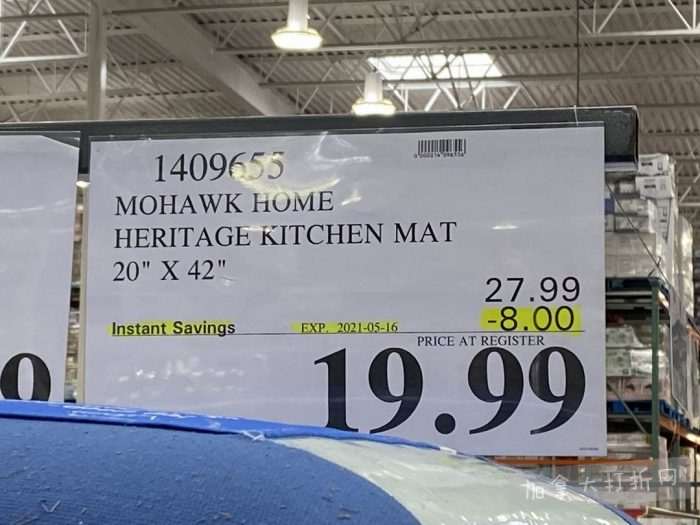 1409655
MOHAWK HOME
HERITAGE KITCHEN MAT
20" X 42"
27.99
-8.00
Instant Savings EXP. 2021-05-16
PRICE AT REGISTER
19.99
加拿大打折网